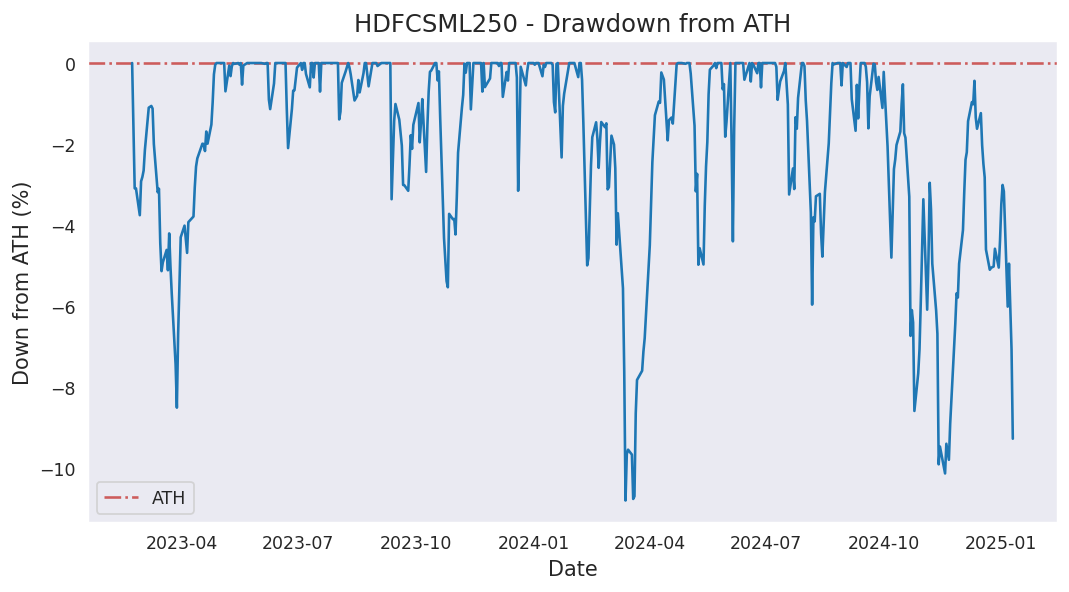 HDFCSML250 - Drawdown from ATH
Down from ATH (%)
0
−2
−4
−6
−8
−10
ATH
2023-04 2023-07 2023-10 2024-01 2024-04 2024-07 2024-10 2025-01
Date